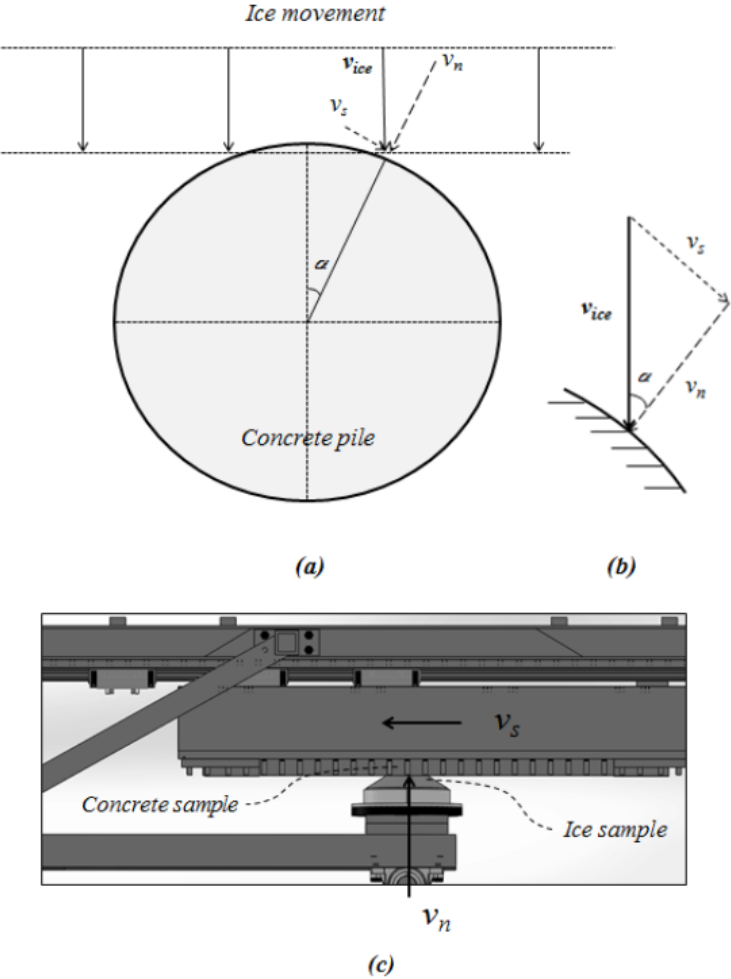 Ice movement
v_ice
v_n
v_s
α
Concrete pile
v_s
v_ice
α
v_n
(a)
(b)
v_s
Concrete sample
Ice sample
v_n
(c)